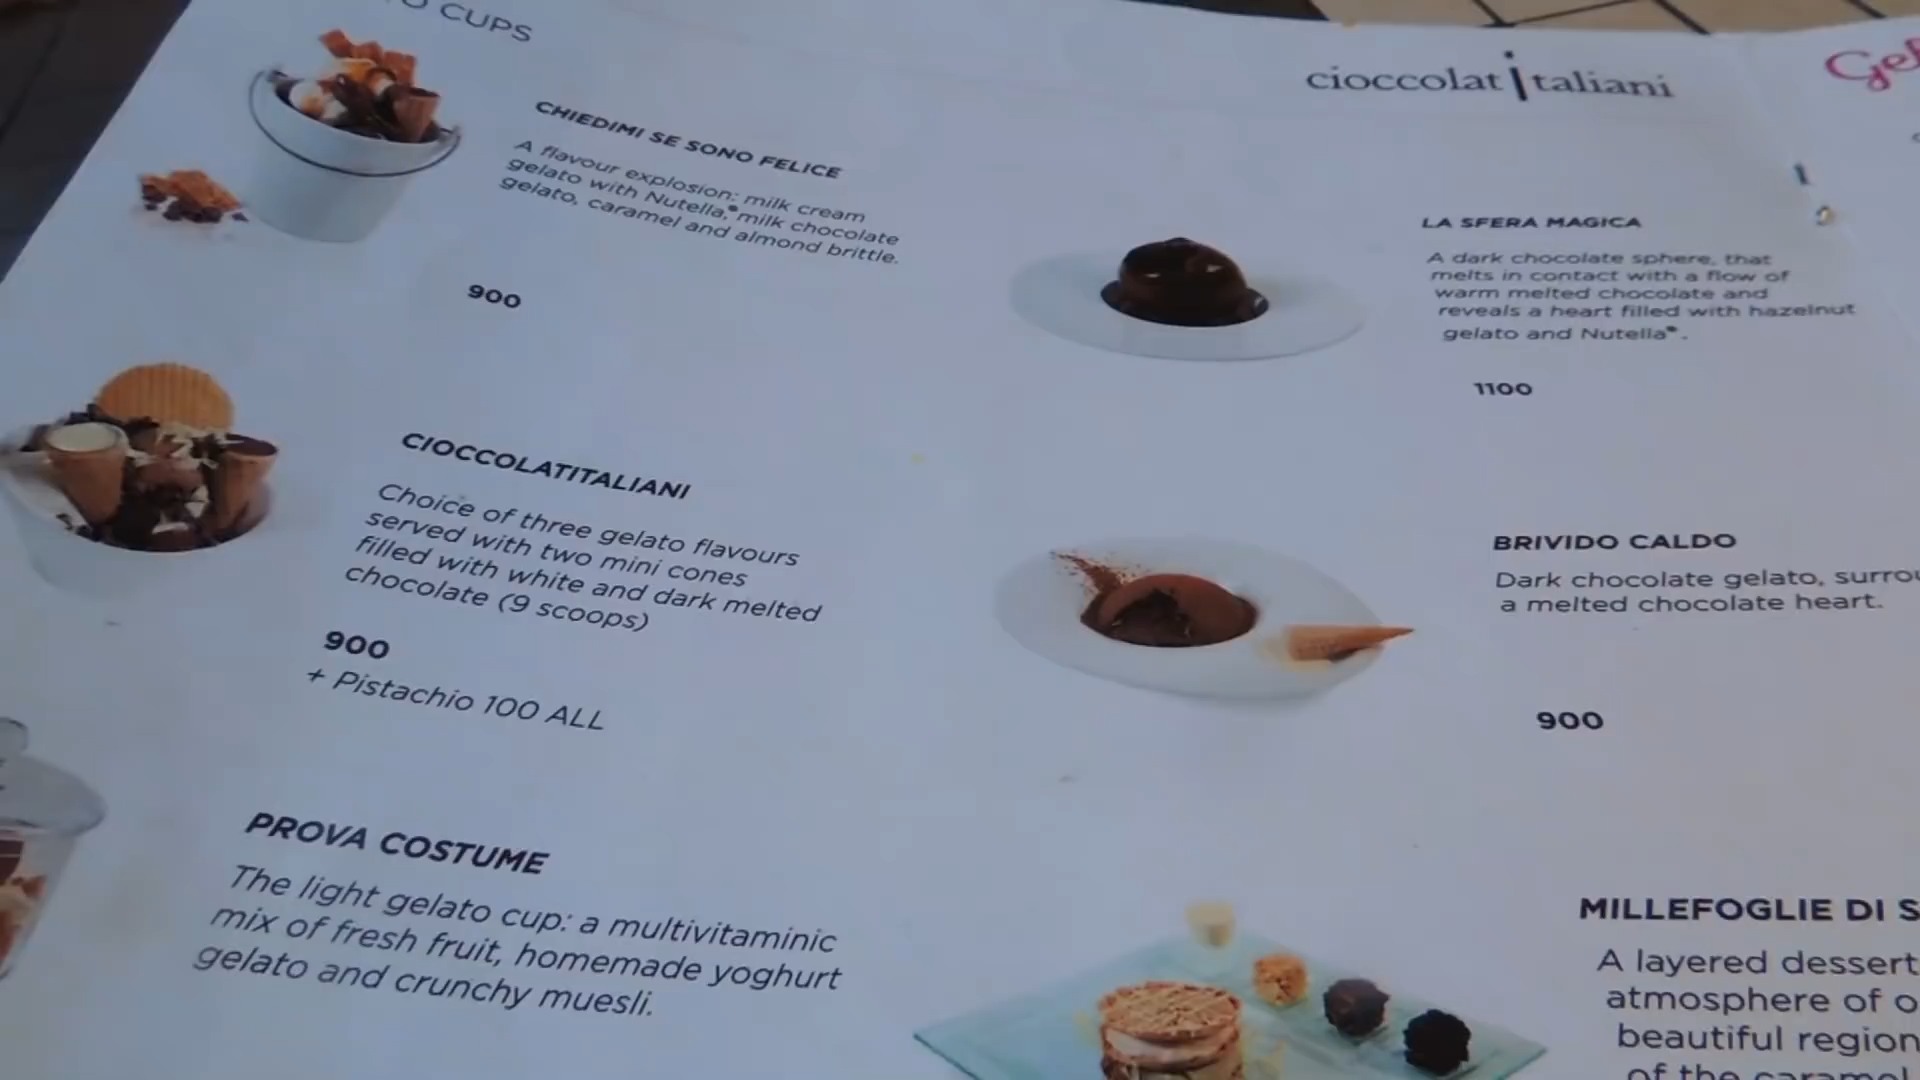 CUPS
CHIEDIMI SE SONO FELICE
A flavour explosion: milk cream
gelato with Nutella,® milk chocolate
gelato, caramel and almond brittle.
900
CIOCCOLATITALIANI
Choice of three gelato flavours
served with two mini cones
filled with white and dark melted
chocolate (9 scoops)
900
+ Pistachio 100 ALL
PROVA COSTUME
The light gelato cup: a multivitaminic
mix of fresh fruit, homemade yoghurt
gelato and crunchy muesli.
cioccolatitaliani
LA SFERA MAGICA
A dark chocolate sphere, that
melts in contact with a flow of
warm melted chocolate and
reveals a heart filled with hazelnut
gelato and Nutella®.
1100
BRIVIDO CALDO
Dark chocolate gelato,
a melted chocolate heart.
900
MILLEFOGLIE DI
A layered dessert
atmosphere of
beautiful region
of the caramel